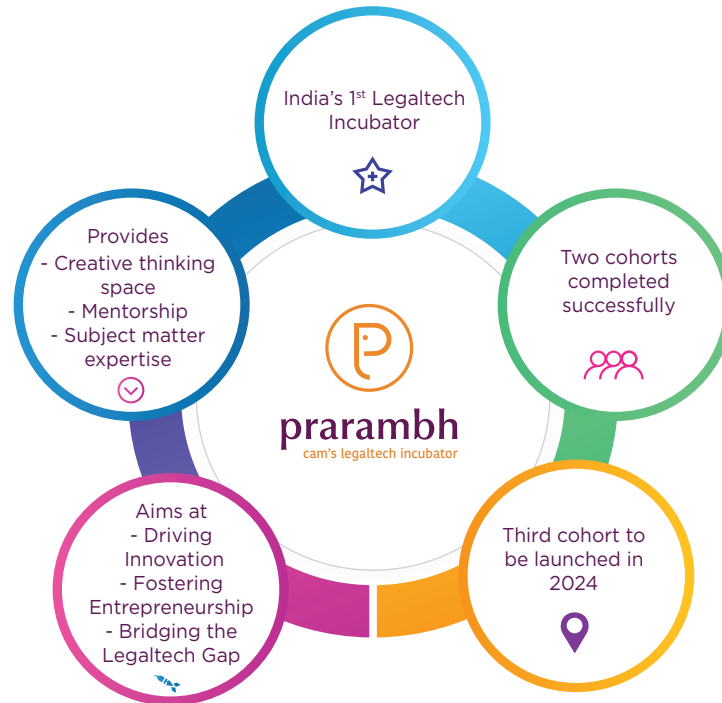 India's 1st Legaltech
Incubator
Provides
- Creative thinking
space
- Mentorship
- Subject matter
expertise
Two cohorts
completed
successfully
prarambh
cam's legaltech incubator
Aims at
- Driving
Innovation
- Fostering
Entrepreneurship
- Bridging the
Legaltech Gap
Third cohort to
be launched in
2024